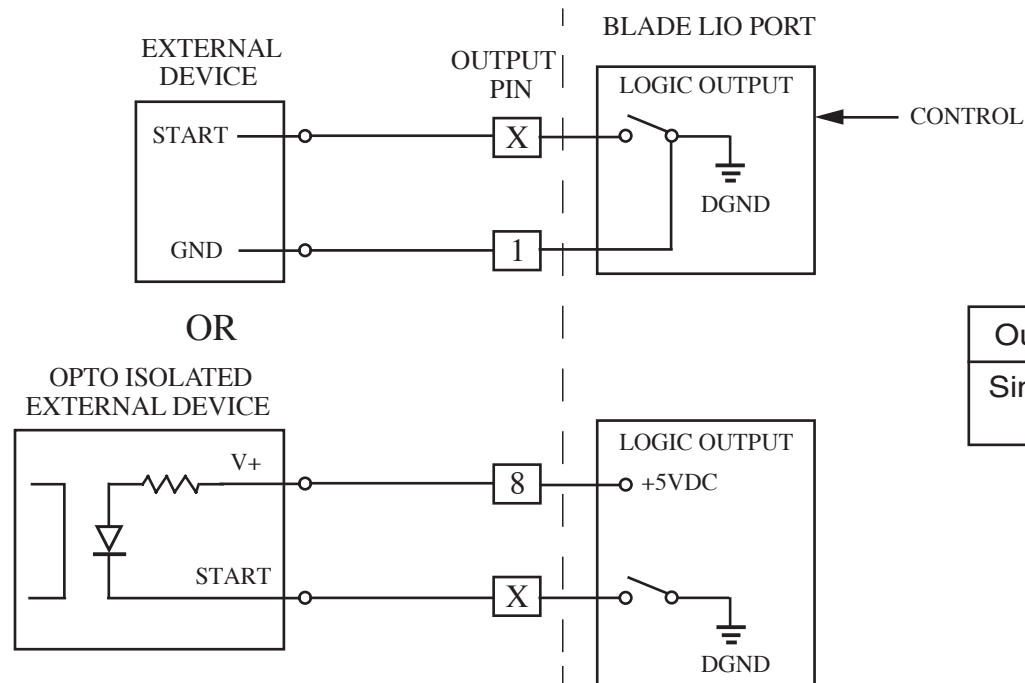 BLADE LIO PORT
EXTERNAL
DEVICE
OUTPUT
PIN
LOGIC OUTPUT
START
X
CONTROL
DGND
GND
1
OR
OPTO ISOLATED
EXTERNAL DEVICE
LOGIC OUTPUT
V+
8
+5VDC
START
X
DGND